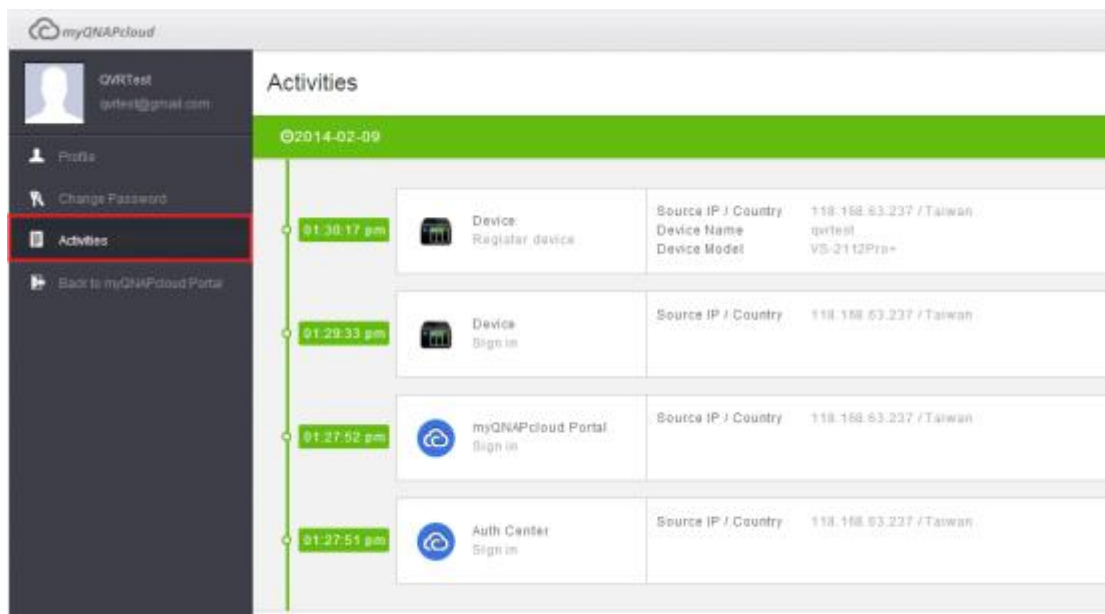 myQNAPcloud
QVRTest
qvrtest@gmail.com
Profile
Change Password
Activities
Back to myQNAPcloud Portal
Activities
2014-02-09
01:30:17 pm
Device
Register device
Source IP / Country 118.168.63.237 / Taiwan
Device Name qvrtest
Device Model VS-2112Pro+
01:29:33 pm
Device
Sign in
Source IP / Country 118.168.63.237 / Taiwan
01:27:52 pm
myQNAPcloud Portal
Sign in
Source IP / Country 118.168.63.237 / Taiwan
01:27:51 pm
Auth Center
Sign in
Source IP / Country 118.168.63.237 / Taiwan